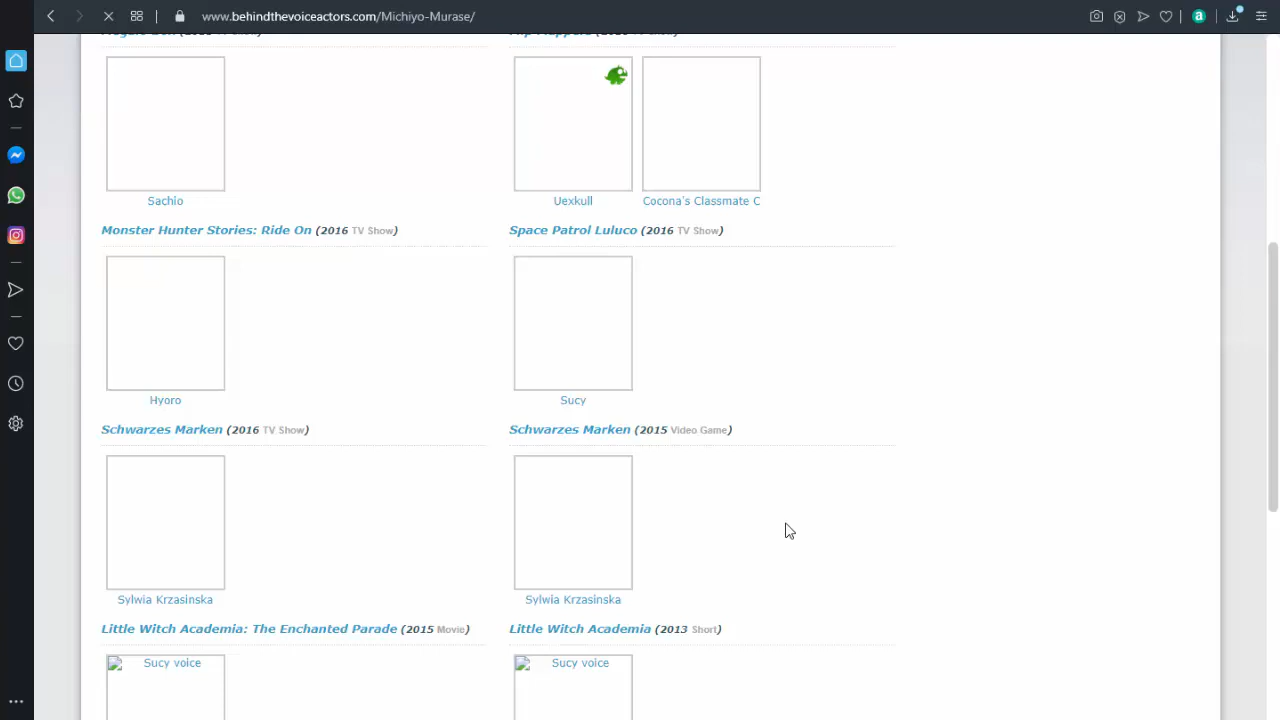 www.behindthevoiceactors.com/Michiyo-Murase/
Sachio
Uexkull
Cocona's Classmate C
Monster Hunter Stories: Ride On (2016 TV Show)
Space Patrol Luluco (2016 TV Show)
Hyoro
Sucy
Schwarzes Marken (2016 TV Show)
Schwarzes Marken (2015 Video Game)
Sylwia Krzasinska
Sylwia Krzasinska
Little Witch Academia: The Enchanted Parade (2015 Movie)
Little Witch Academia (2013 Short)
Sucy voice
Sucy voice